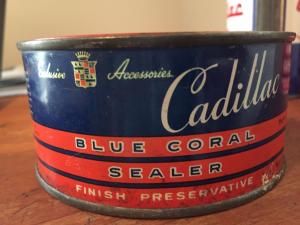 Exclusive Accessories
Cadillac
BLUE CORAL
SEALER
FINISH PRESERVATIVE